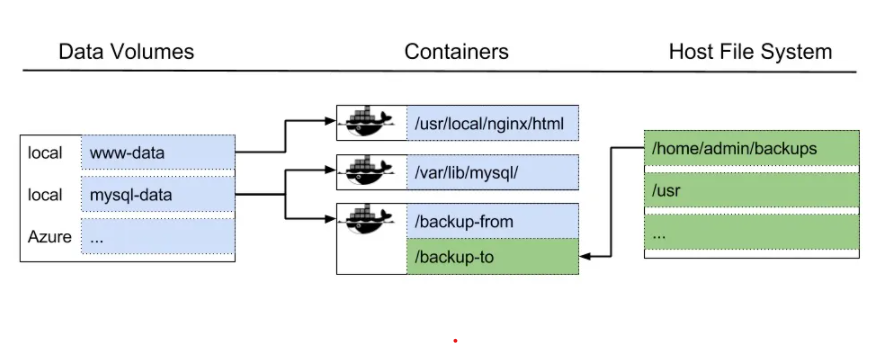 Data Volumes
Containers
Host File System
local www-data
local mysql-data
Azure ...
/usr/local/nginx/html
/var/lib/mysql/
/backup-from
/backup-to
/home/admin/backups
/usr
...